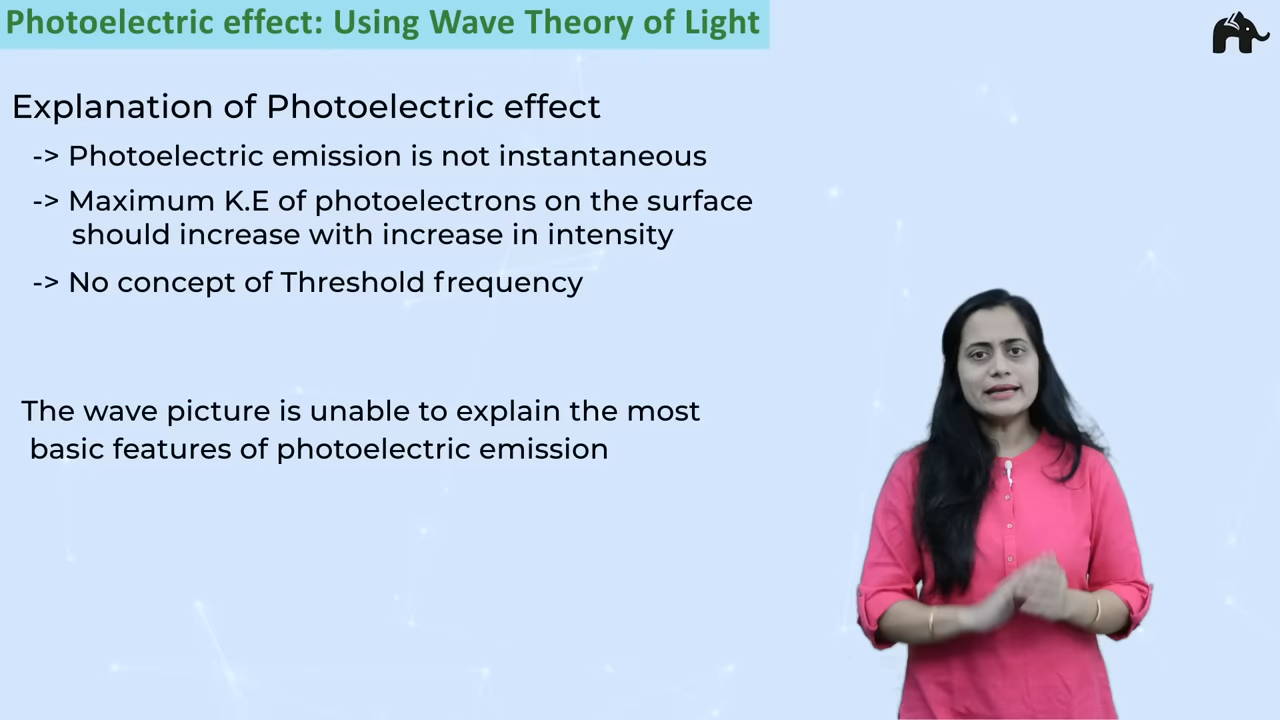 Photoelectric effect: Using Wave Theory of Light
Explanation of Photoelectric effect
-> Photoelectric emission is not instantaneous
-> Maximum K.E of photoelectrons on the surface
should increase with increase in intensity
-> No concept of Threshold frequency
The wave picture is unable to explain the most
basic features of photoelectric emission